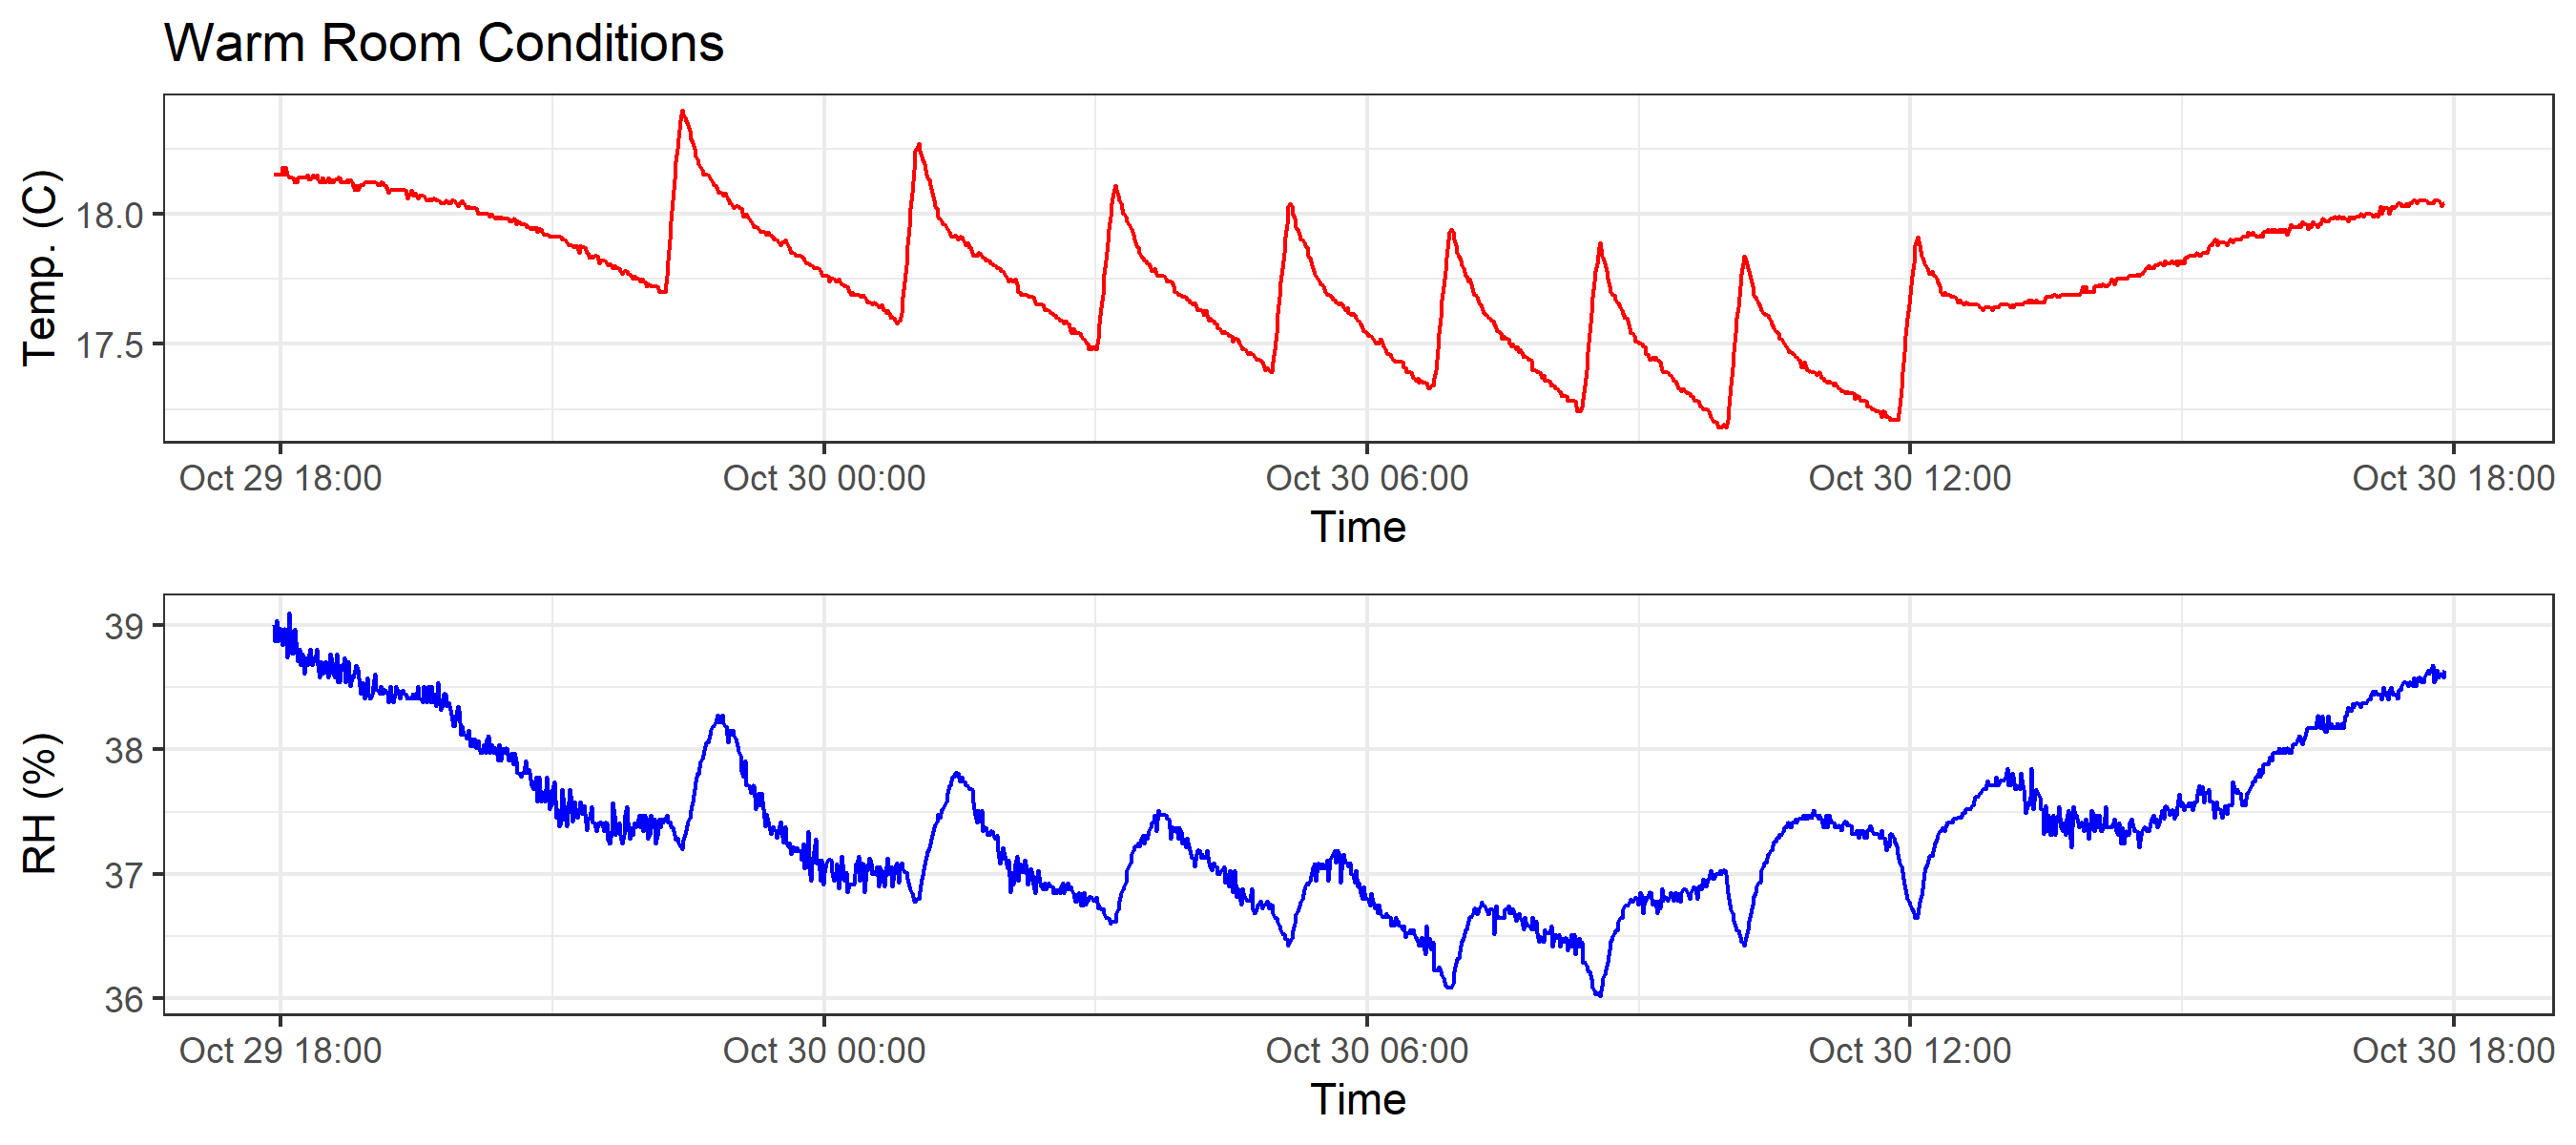 Warm Room Conditions
Temp. (C)
18.0
17.5
Oct 29 18:00 Oct 30 00:00 Oct 30 06:00 Oct 30 12:00 Oct 30 18:00
Time
RH (%)
39
38
37
36
Oct 29 18:00 Oct 30 00:00 Oct 30 06:00 Oct 30 12:00 Oct 30 18:00
Time